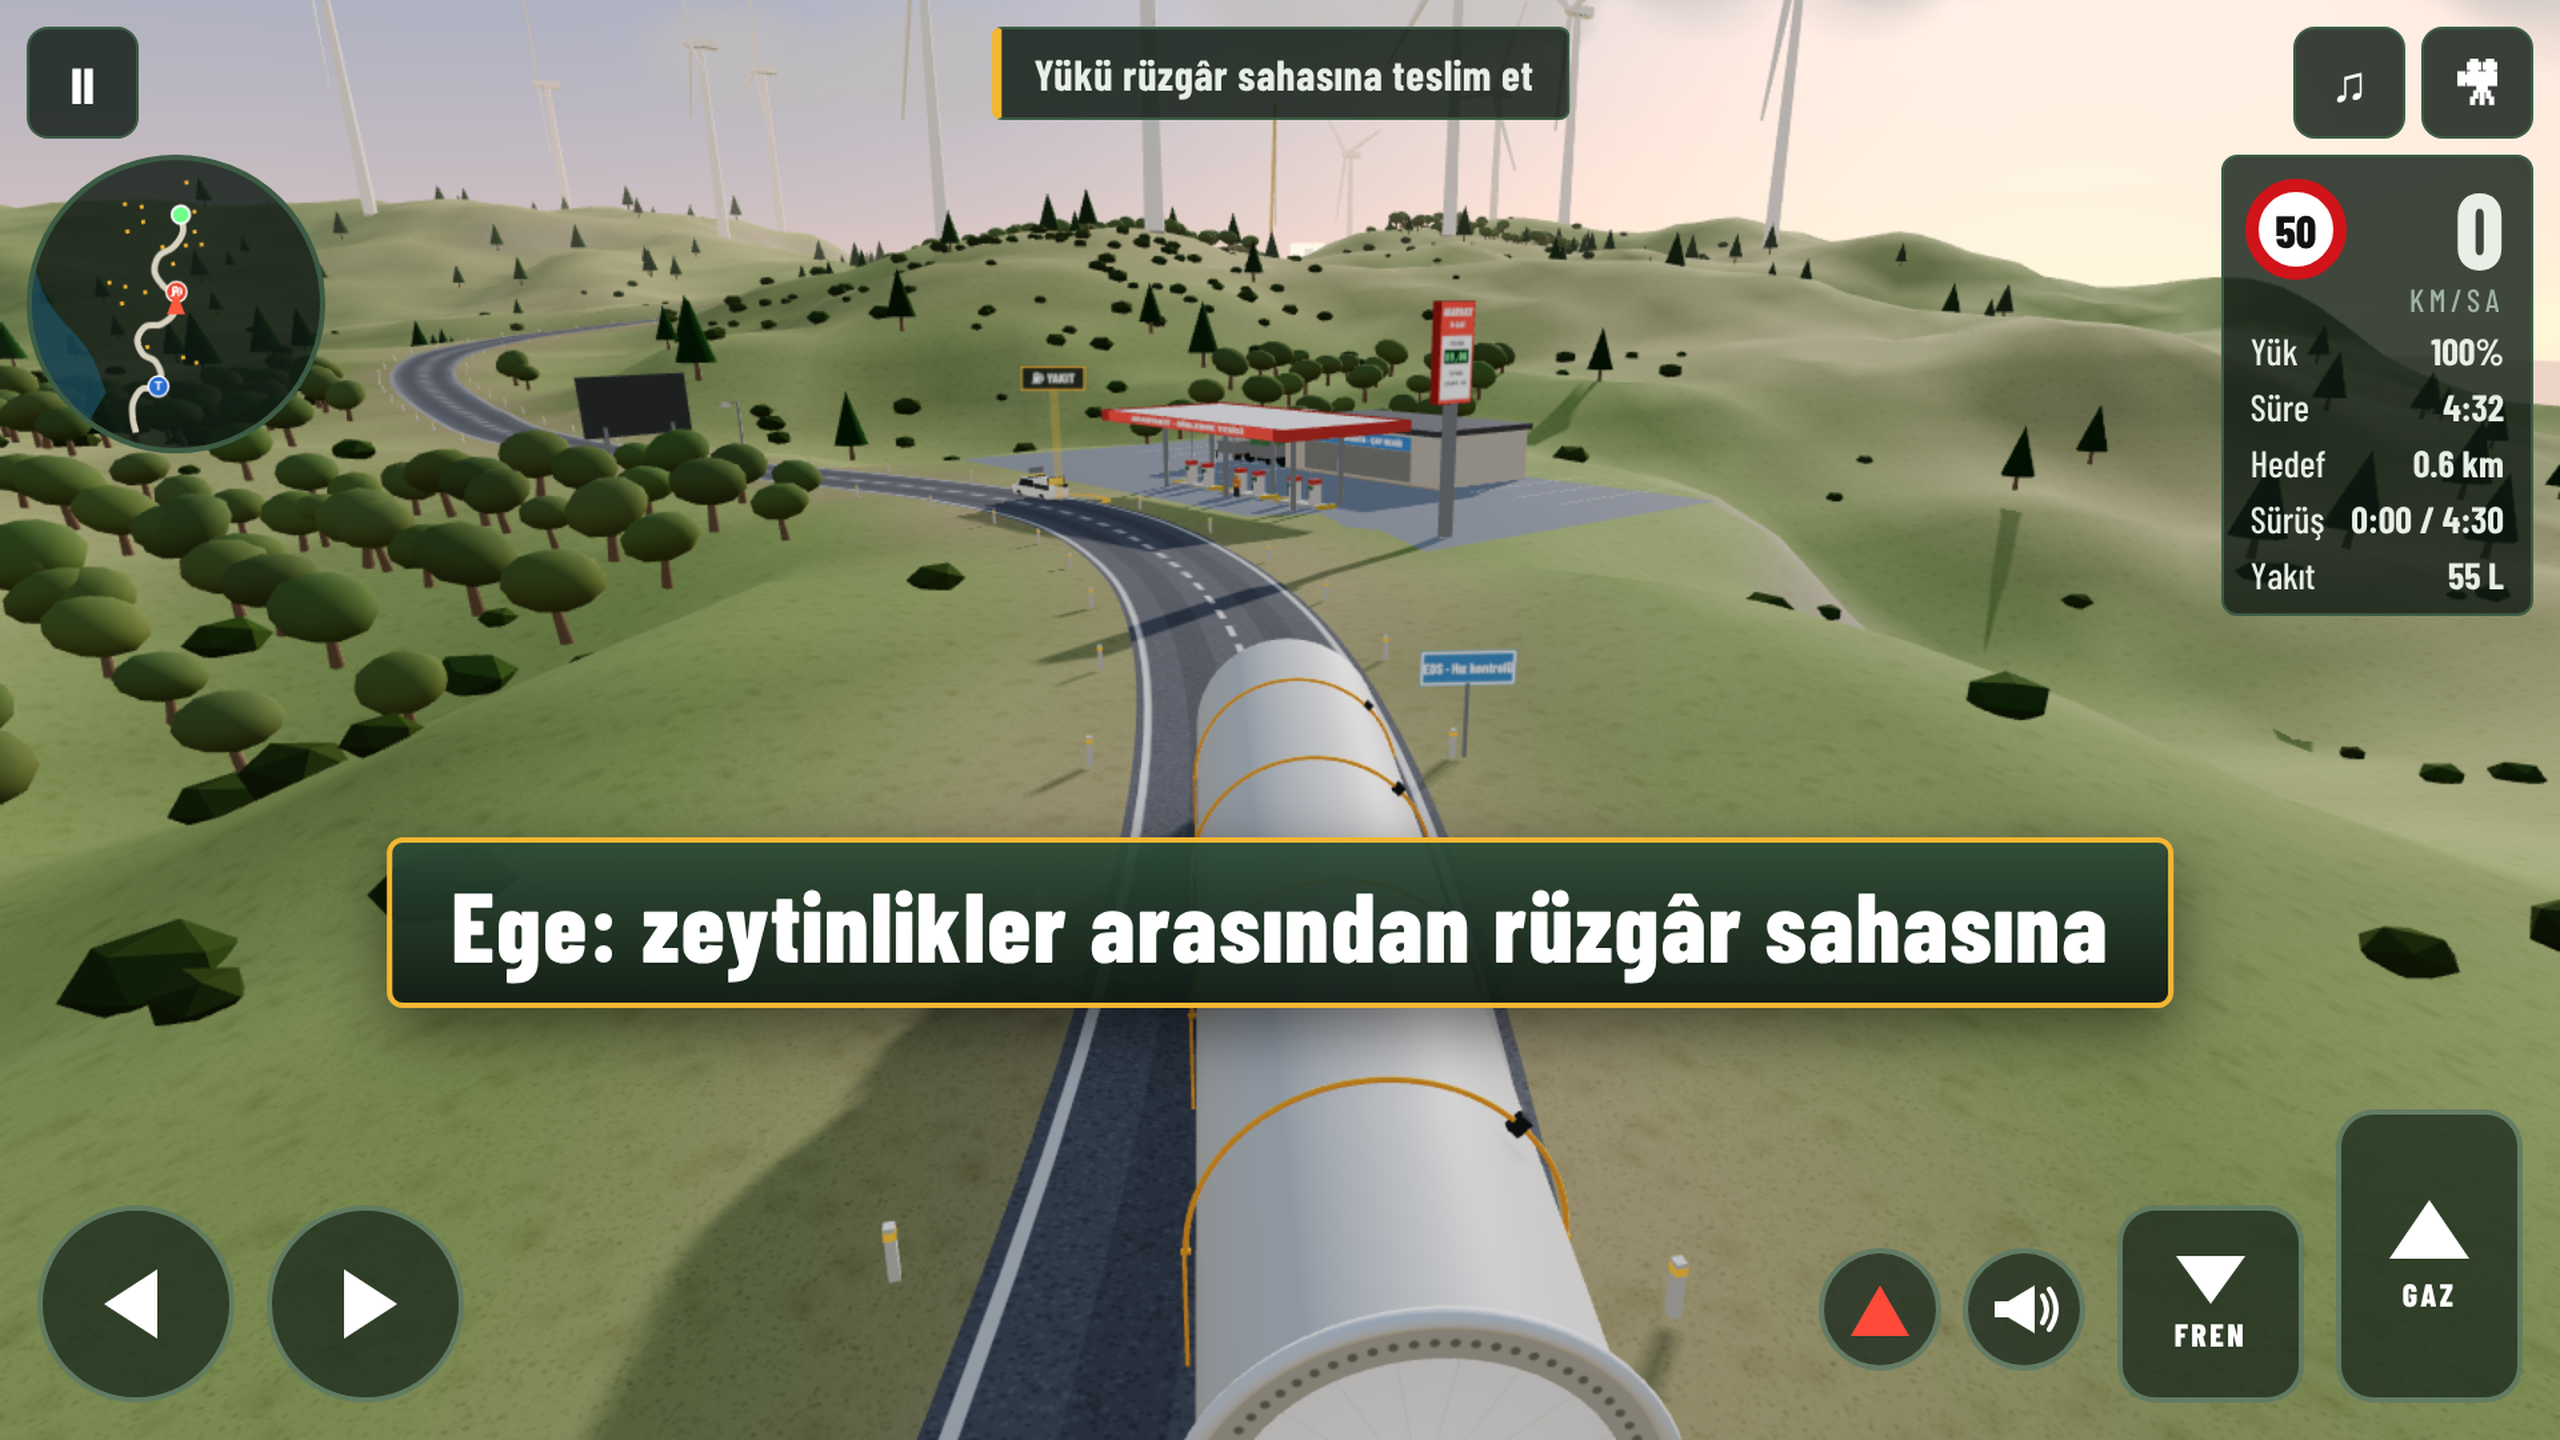 Yükü rüzgâr sahasına teslim et
50
0
KM/SA
Yük 100%
Süre 4:32
Hedef 0.6 km
Sürüş 0:00 / 4:30
Yakıt 55 L
T
YAKIT
EDS - Hız kontrolü
Ege: zeytinlikler arasından rüzgâr sahasına
FREN
GAZ